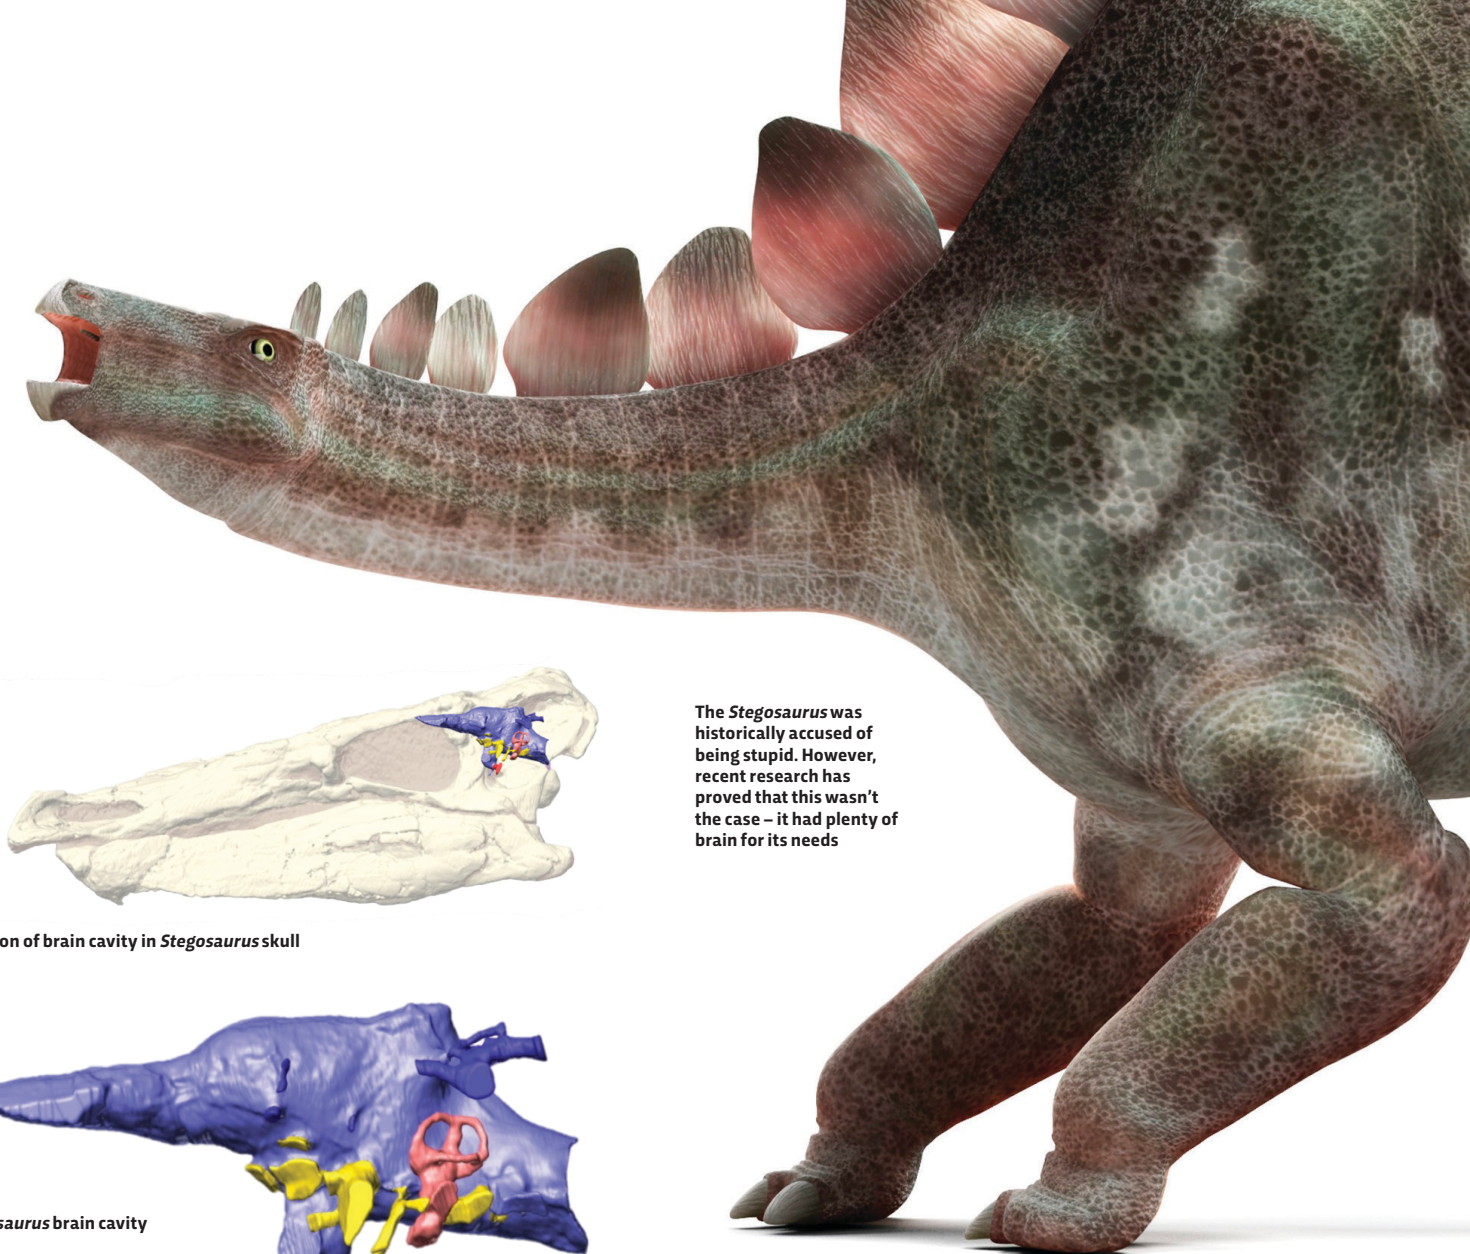 The Stegosaurus was
historically accused of
being stupid. However,
recent research has
proved that this wasn't
the case – it had plenty of
brain for its needs
on of brain cavity in Stegosaurus skull
saurus brain cavity